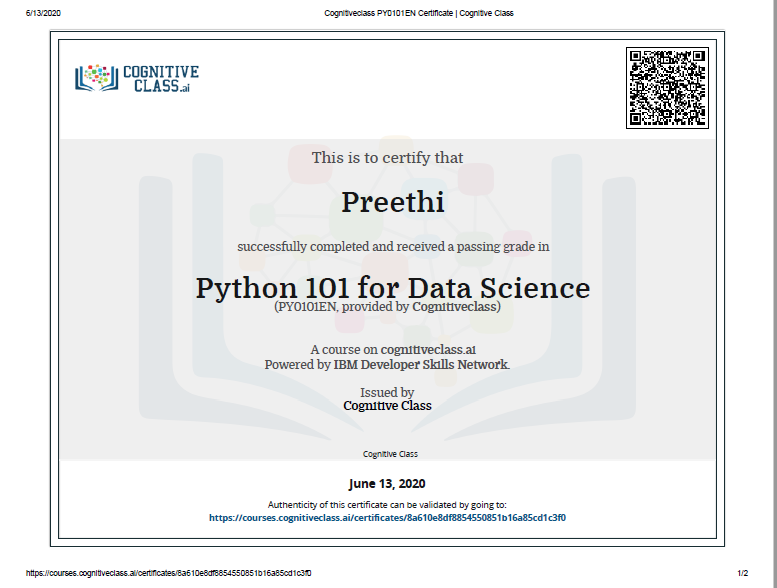 6/13/2020
Cognitiveclass PY0101EN Certificate | Cognitive Class
COGNITIVE
CLASS.ai
This is to certify that
Preethi
successfully completed and received a passing grade in
Python 101 for Data Science
(PY0101EN, provided by Cognitiveclass)
A course on cognitiveclass.ai
Powered by IBM Developer Skills Network.
Issued by
Cognitive Class
Cognitive Class
June 13, 2020
Authenticity of this certificate can be validated by going to:
https://courses.cognitiveclass.ai/certificates/8a610e8df8854550851b16a85cd1c3f0
https://courses.cognitiveclass.ai/certificates/8a610e8df8854550851b16a85cd1c3f0
1/2